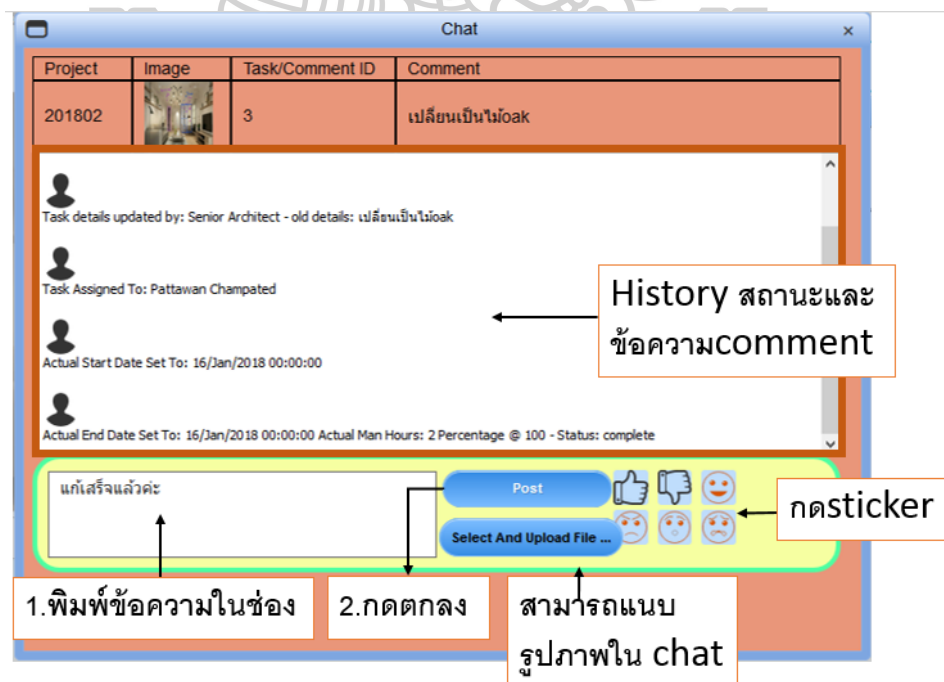 Chat
Project Image Task/Comment ID Comment
201802 3 เปลี่ยนเป็นไม้oak
Task details updated by: Senior Architect - old details: เปลี่ยนเป็นไม้oak
Task Assigned To: Pattawan Champated
Actual Start Date Set To: 16/Jan/2018 00:00:00
Actual End Date Set To: 16/Jan/2018 00:00:00 Actual Man Hours: 2 Percentage @ 100 - Status: complete
History สถานะและ
ข้อความcomment
แก้เสร็จแล้วค่ะ
Post
Select And Upload File ...
กดsticker
1.พิมพ์ข้อความในช่อง
2.กดตกลง
สามารถแนบ
รูปภาพใน chat